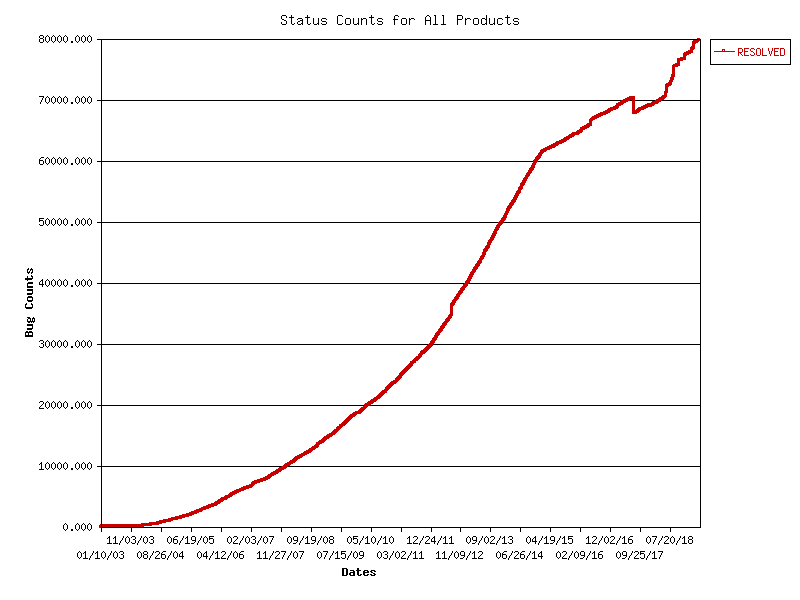 Status Counts for All Products
RESOLVED
80000.000
70000.000
60000.000
50000.000
40000.000
30000.000
20000.000
10000.000
0.000
Bug Counts
11/03/03 06/19/05 02/03/07 09/19/08 05/10/10 12/24/11 09/02/13 04/19/15 12/02/16 07/20/18
01/10/03 08/26/04 04/12/06 11/27/07 07/15/09 03/02/11 11/09/12 06/26/14 02/09/16 09/25/17
Dates